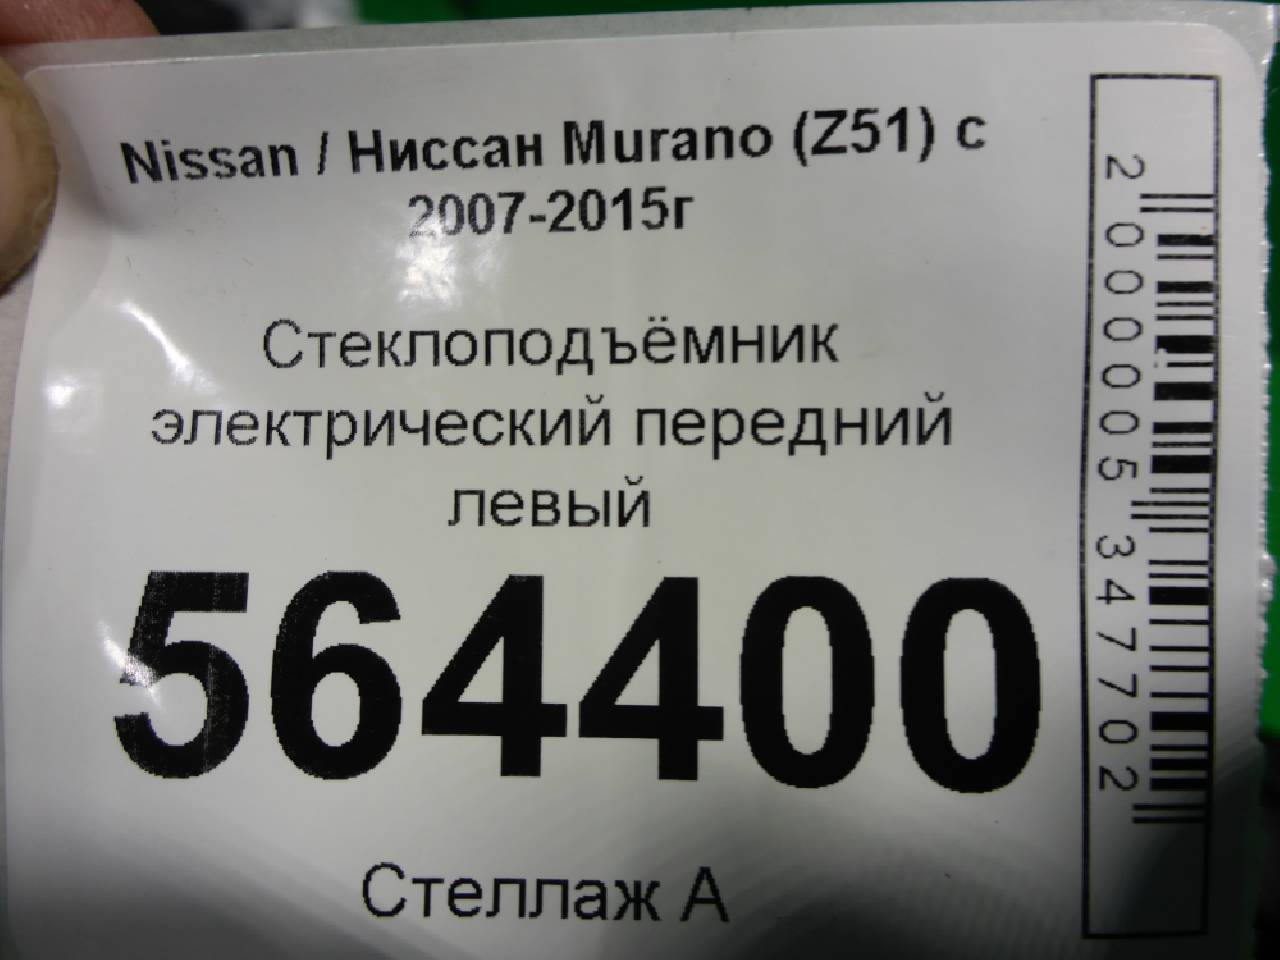 Nissan / Ниссан Murano (Z51) с
2007-2015г
Стеклоподъёмник
электрический передний
левый
564400
Стеллаж А
2000005347702